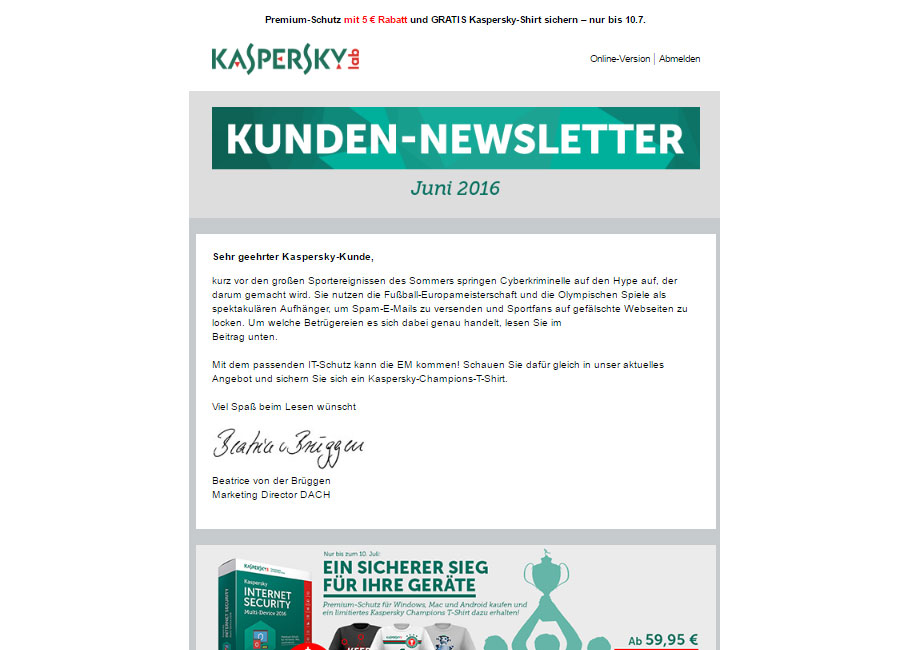 Premium-Schutz mit 5 € Rabatt und GRATIS Kaspersky-Shirt sichern – nur bis 10.7.
KASPERSKY lab
Online-Version | Abmelden
KUNDEN-NEWSLETTER
Juni 2016
Sehr geehrter Kaspersky-Kunde,
kurz vor den großen Sportereignissen des Sommers springen Cyberkriminelle auf den Hype auf, der
darum gemacht wird. Sie nutzen die Fußball-Europameisterschaft und die Olympischen Spiele als
spektakulären Aufhänger, um Spam-E-Mails zu versenden und Sportfans auf gefälschte Webseiten zu
locken. Um welche Betrügereien es sich dabei genau handelt, lesen Sie im
Beitrag unten.
Mit dem passenden IT-Schutz kann die EM kommen! Schauen Sie dafür gleich in unser aktuelles
Angebot und sichern Sie sich ein Kaspersky-Champions-T-Shirt.
Viel Spaß beim Lesen wünscht
Beatrice v Brüggen
Beatrice von der Brüggen
Marketing Director DACH
Nur bis zum 10. Juli:
EIN SICHERER SIEG
FÜR IHRE GERÄTE
Premium-Schutz für Windows, Mac und Android kaufen und
ein limitiertes Kaspersky Champions T-Shirt dazu erhalten!
KASPERSKY
Kaspersky
INTERNET
SECURITY
Multi-Device 2016
INTERNET SECURITY
KEEP
Ab 59,95 €